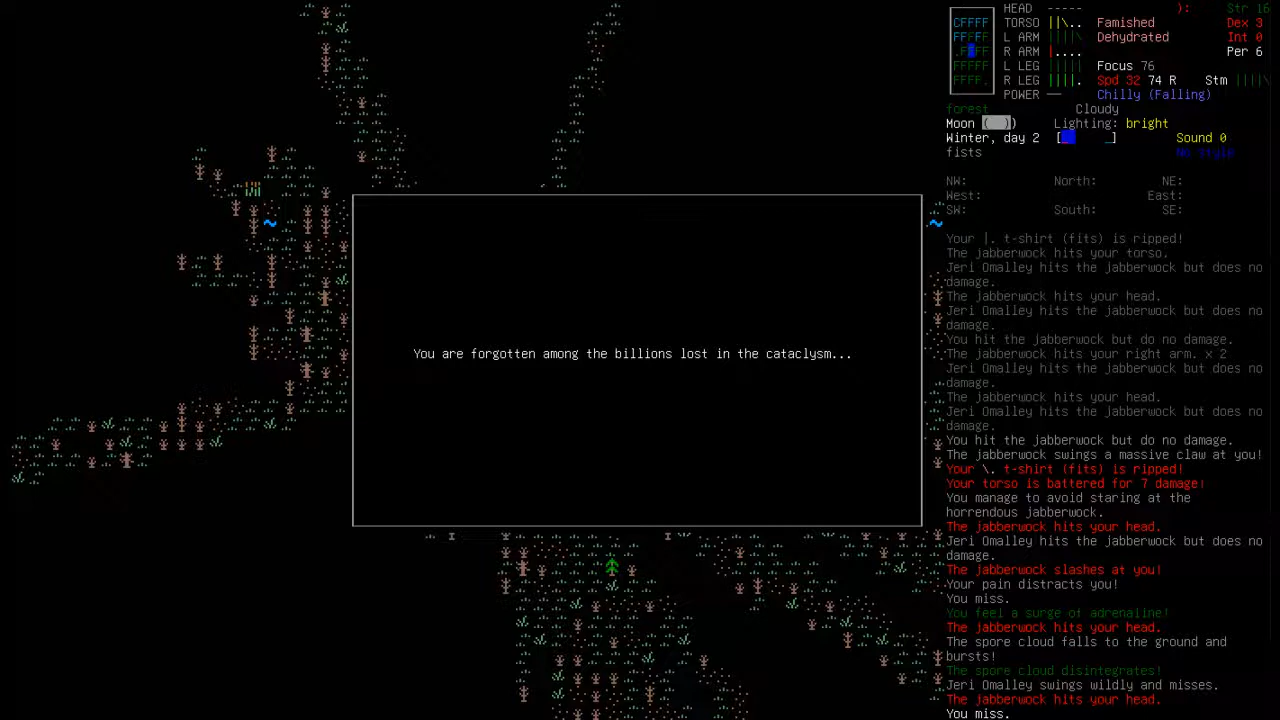 You are forgotten among the billions lost in the cataclysm...
CFFFF
FFFFF
.FFFF
FFFFF
FFFF.
HEAD ----- ): Str 16
TORSO ||\.. Famished Dex 3
L ARM ||||\ Dehydrated Int 0
R ARM |.... Per 6
L LEG ||||| Focus 76
R LEG ||||. Spd 32 74 R Stm ||||\
POWER — Chilly (Falling)
forest Cloudy
Moon (  ) Lighting: bright
Winter, day 2 [ _] Sound 0
fists No Style
NW: North: NE:
West: East:
SW: South: SE:
Your |. t-shirt (fits) is ripped!
The jabberwock hits your torso.
Jeri Omalley hits the jabberwock but does no
damage.
The jabberwock hits your head.
Jeri Omalley hits the jabberwock but does no
damage.
You hit the jabberwock but do no damage.
The jabberwock hits your right arm. x 2
Jeri Omalley hits the jabberwock but does no
damage.
The jabberwock hits your head.
Jeri Omalley hits the jabberwock but does no
damage.
You hit the jabberwock but do no damage.
The jabberwock swings a massive claw at you!
Your \. t-shirt (fits) is ripped!
Your torso is battered for 7 damage!
You manage to avoid staring at the
horrendous jabberwock.
The jabberwock hits your head.
Jeri Omalley hits the jabberwock but does no
damage.
The jabberwock slashes at you!
Your pain distracts you!
You miss.
You feel a surge of adrenaline!
The jabberwock hits your head.
The spore cloud falls to the ground and
bursts!
The spore cloud disintegrates!
Jeri Omalley swings wildly and misses.
The jabberwock hits your head.
You miss.